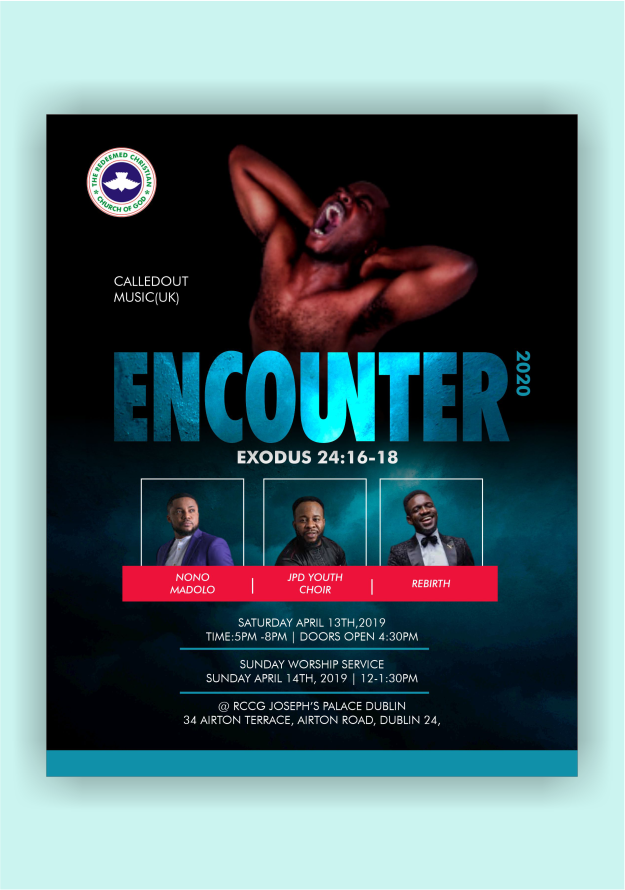 THE REDEEMED CHRISTIAN
CHURCH OF GOD
CALLEDOUT
MUSIC(UK)
ENCOUNTER
2020
EXODUS 24:16-18
NONO
MADOLO
JPD YOUTH
CHOIR
REBIRTH
SATURDAY APRIL 13TH,2019
TIME:5PM -8PM | DOORS OPEN 4:30PM
SUNDAY WORSHIP SERVICE
SUNDAY APRIL 14TH, 2019 | 12-1:30PM
@ RCCG JOSEPH'S PALACE DUBLIN
34 AIRTON TERRACE, AIRTON ROAD, DUBLIN 24,